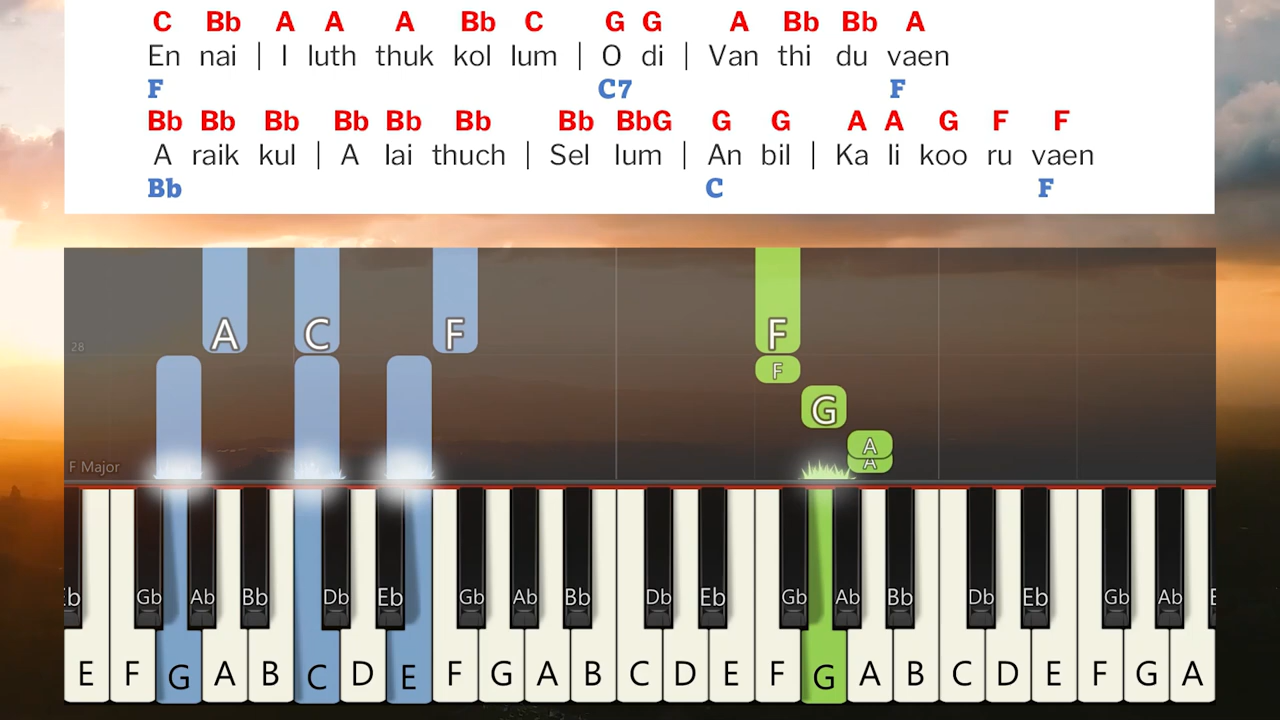 C Bb A A A Bb C G G A Bb Bb A
En nai | I luth thuk kol lum | O di | Van thi du vaen
F C7 F
Bb Bb Bb Bb Bb Bb Bb BbG G G A A G F F
A raik kul | A lai thuch | Sel lum | An bil | Ka li koo ru vaen
Bb C F
A C F F
28
F
G
A
A
F Major
Eb Gb Ab Bb Db Eb Gb Ab Bb Db Eb Gb Ab Bb Db Eb Gb Ab
E F G A B C D E F G A B C D E F G A B C D E F G A